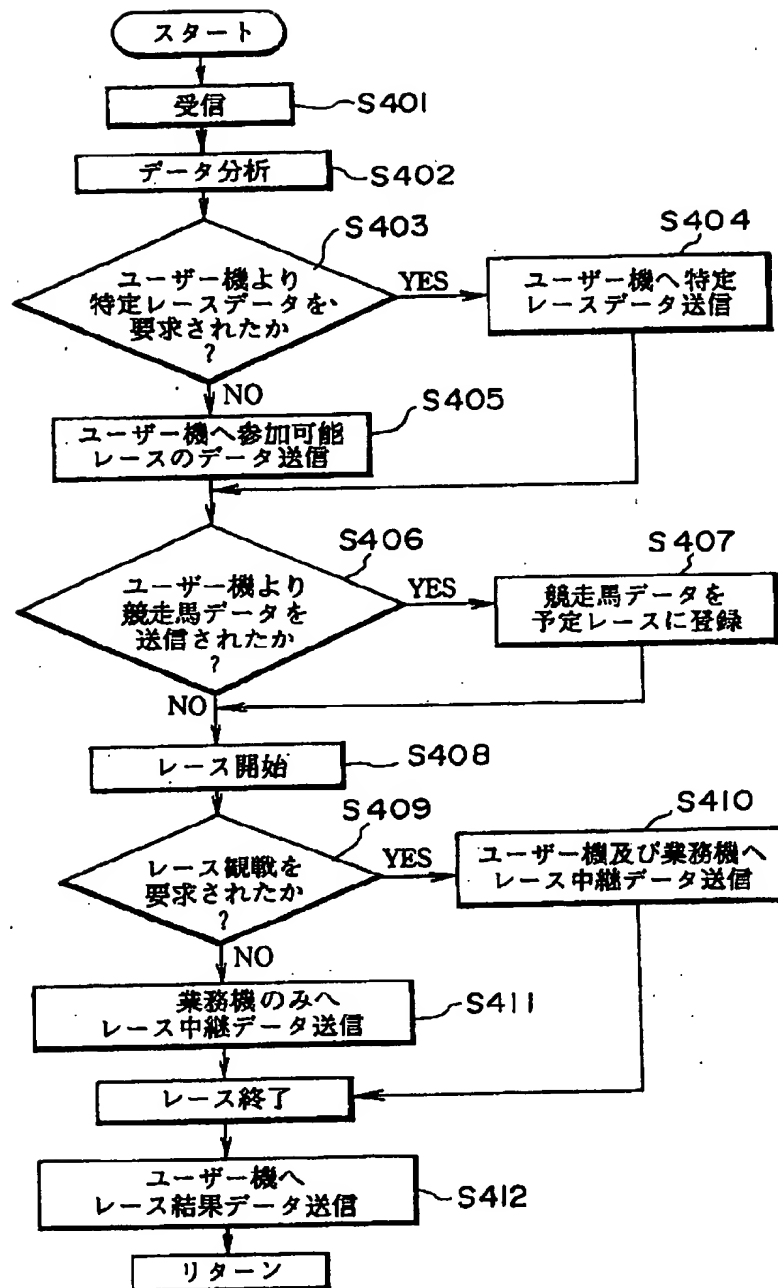 スタート
受信
S401
データ分析
S402
S403
ユーザー機より
特定レースデータを
要求されたか
?
YES
S404
ユーザー機へ特定
レースデータ送信
NO
S405
ユーザー機へ参加可能
レースのデータ送信
S406
ユーザー機より
競走馬データを
送信されたか
?
YES
S407
競走馬データを
予定レースに登録
NO
レース開始
S408
S409
レース観戦を
要求されたか
?
YES
S410
ユーザー機及び業務機へ
レース中継データ送信
NO
業務機のみへ
レース中継データ送信
S411
レース終了
ユーザー機へ
レース結果データ送信
S412
リターン